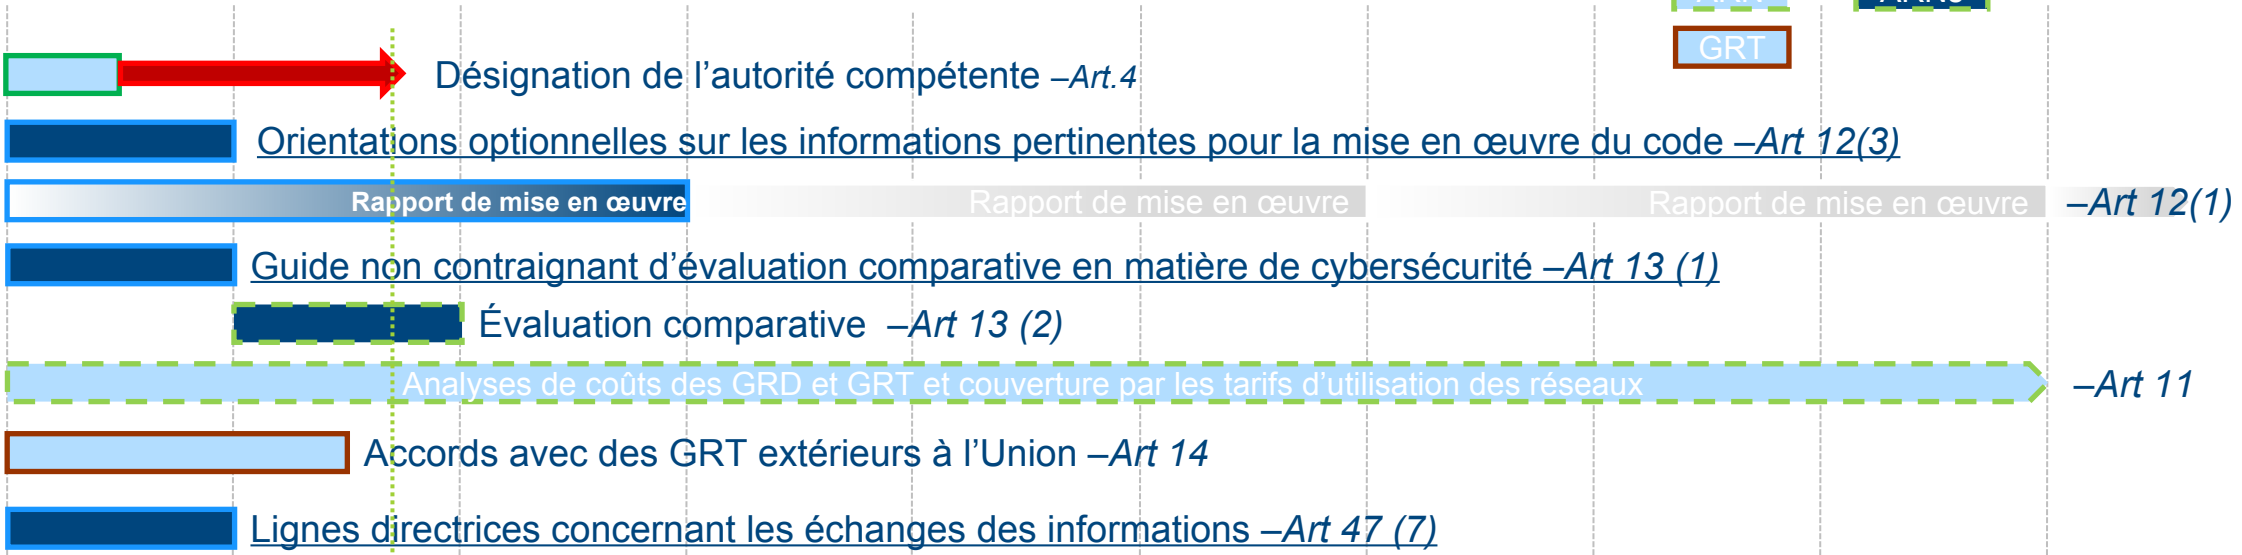 GRT
Désignation de l’autorité compétente –Art.4
Orientations optionnelles sur les informations pertinentes pour la mise en œuvre du code –Art 12(3)
Rapport de mise en œuvre Rapport de mise en œuvre Rapport de mise en œuvre –Art 12(1)
Guide non contraignant d’évaluation comparative en matière de cybersécurité –Art 13 (1)
Évaluation comparative –Art 13 (2)
Analyses de coûts des GRD et GRT et couverture par les tarifs d’utilisation des réseaux –Art 11
Accords avec des GRT extérieurs à l’Union –Art 14
Lignes directrices concernant les échanges des informations –Art 47 (7)